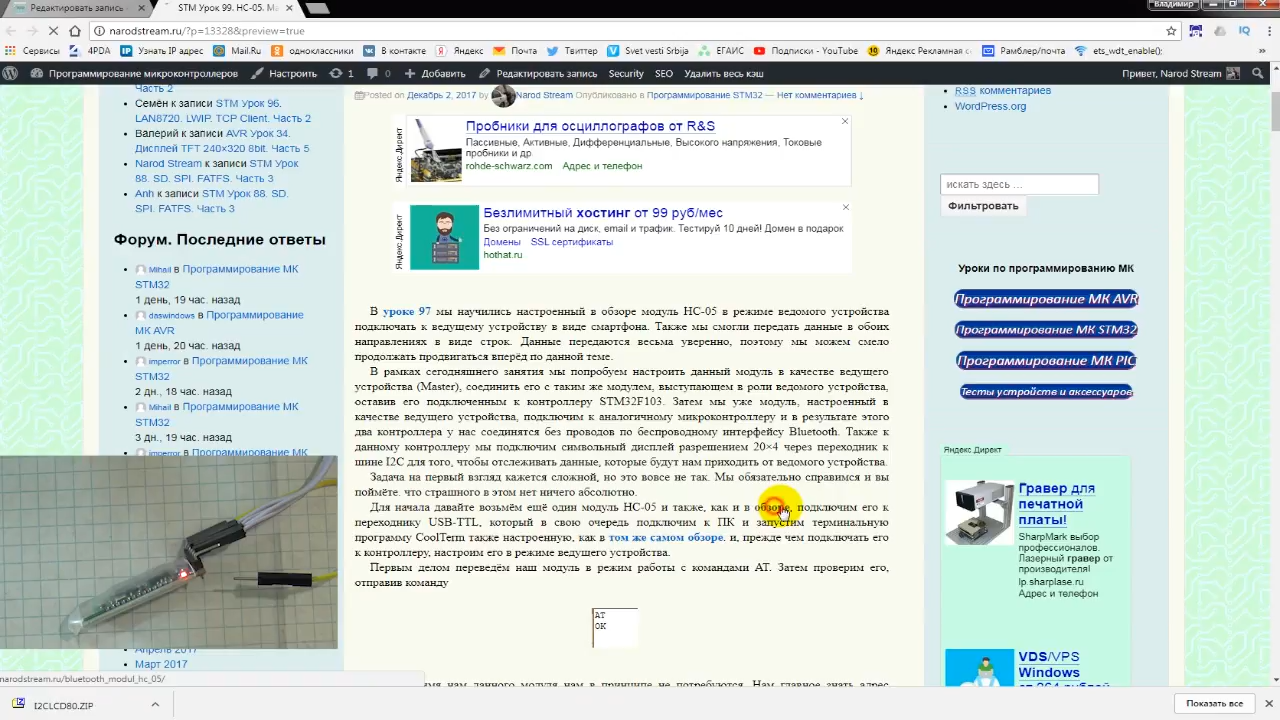 Редактировать запись
STM Урок 99. HC-05. Ма
Владимир
narodstream.ru/?p=13328&preview=true
Сервисы
4PDA
Узнать IP адрес
Mail.Ru
одноклассники
В контакте
Яндекс
Почта
Твиттер
Svet vesti Srbija
ЕГАИС
Подписки - YouTube
Яндекс Рекламная с
Рамблер/почта
ets_wdt_enable();
Программирование микроконтроллеров
Настроить
1
0
Добавить
Редактировать запись
Security
SEO
Удалить весь кэш
Привет, Narod Stream
Часть 2
Семён к записи STM Урок 96.
LAN8720. LWIP. TCP Client. Часть 2
Валерий к записи AVR Урок 34.
Дисплей TFT 240×320 8bit. Часть 5
Narod Stream к записи STM Урок
88. SD. SPI. FATFS. Часть 3
Anh к записи STM Урок 88. SD.
SPI. FATFS. Часть 3
Форум. Последние ответы
Mihail в Программирование МК
STM32
1 день, 19 час. назад
daswindows в Программирование
МК AVR
1 день, 20 час. назад
imperror в Программирование МК
STM32
2 дн., 18 час. назад
Mihail в Программирование МК
STM32
3 дн., 19 час. назад
imperror в Программирование МК
Апрель 2017
Март 2017
Posted on Декабрь 2, 2017 by Narod Stream Опубликовано в Программирование STM32 — Нет комментариев ↓
Яндекс.Директ
Пробники для осциллографов от R&S
Пассивные, Активные, Дифференциальные, Высокого напряжения, Токовые
пробники и др.
rohde-schwarz.com Адрес и телефон
Яндекс.Директ
Безлимитный хостинг от 99 руб/мес
Без ограничений на диск, email и трафик. Тестируй 10 дней! Домен в подарок
Домены SSL сертификаты
hothat.ru
В уроке 97 мы научились настроенный в обзоре модуль HC-05 в режиме ведомого устройства
подключать к ведущему устройству в виде смартфона. Также мы смогли передать данные в обоих
направлениях в виде строк. Данные передаются весьма уверенно, поэтому мы можем смело
продолжать продвигаться вперёд по данной теме.
В рамках сегодняшнего занятия мы попробуем настроить данный модуль в качестве ведущего
устройства (Master), соединить его с таким же модулем, выступающем в роли ведомого устройства,
оставив его подключенным к контроллеру STM32F103. Затем мы уже модуль, настроенный в
качестве ведущего устройства, подключим к аналогичному микроконтроллеру и в результате этого
два контроллера у нас соединятся без проводов по беспроводному интерфейсу Bluetooth. Также к
данному контроллеру мы подключим символьный дисплей разрешением 20×4 через переходник к
шине I2C для того, чтобы отслеживать данные, которые будут нам приходить от ведомого устройства.
Задача на первый взгляд кажется сложной, но это вовсе не так. Мы обязательно справимся и вы
поймёте. что страшного в этом нет ничего абсолютно.
Для начала давайте возьмём ещё один модуль HC-05 и также, как и в обзоре, подключим его к
переходнику USB-TTL, который в свою очередь подключим к ПК и запустим терминальную
программу CoolTerm также настроенную, как в том же самом обзоре. и, прежде чем подключать его
к контроллеру, настроим его в режиме ведущего устройства.
Первым делом переведём наш модуль в режим работы с командами AT. Затем проверим его,
отправив команду
AT
OK
данного модуля нам в принципе не потребуются. Нам главное знать адрес
RSS комментариев
WordPress.org
искать здесь …
Фильтровать
Уроки по программированию МК
Программирование МК AVR
Программирование МК STM32
Программирование МК PIC
Тесты устройств и аксессуаров
Яндекс.Директ
Гравер для
печатной
платы!
SharpMark выбор
профессионалов.
Лазерный гравер от
производителя!
lp.sharplase.ru
Адрес и телефон
VDS/VPS
Windows
narodstream.ru/bluetooth_modul_hc_05/
I2CLCD80.ZIP
Показать все